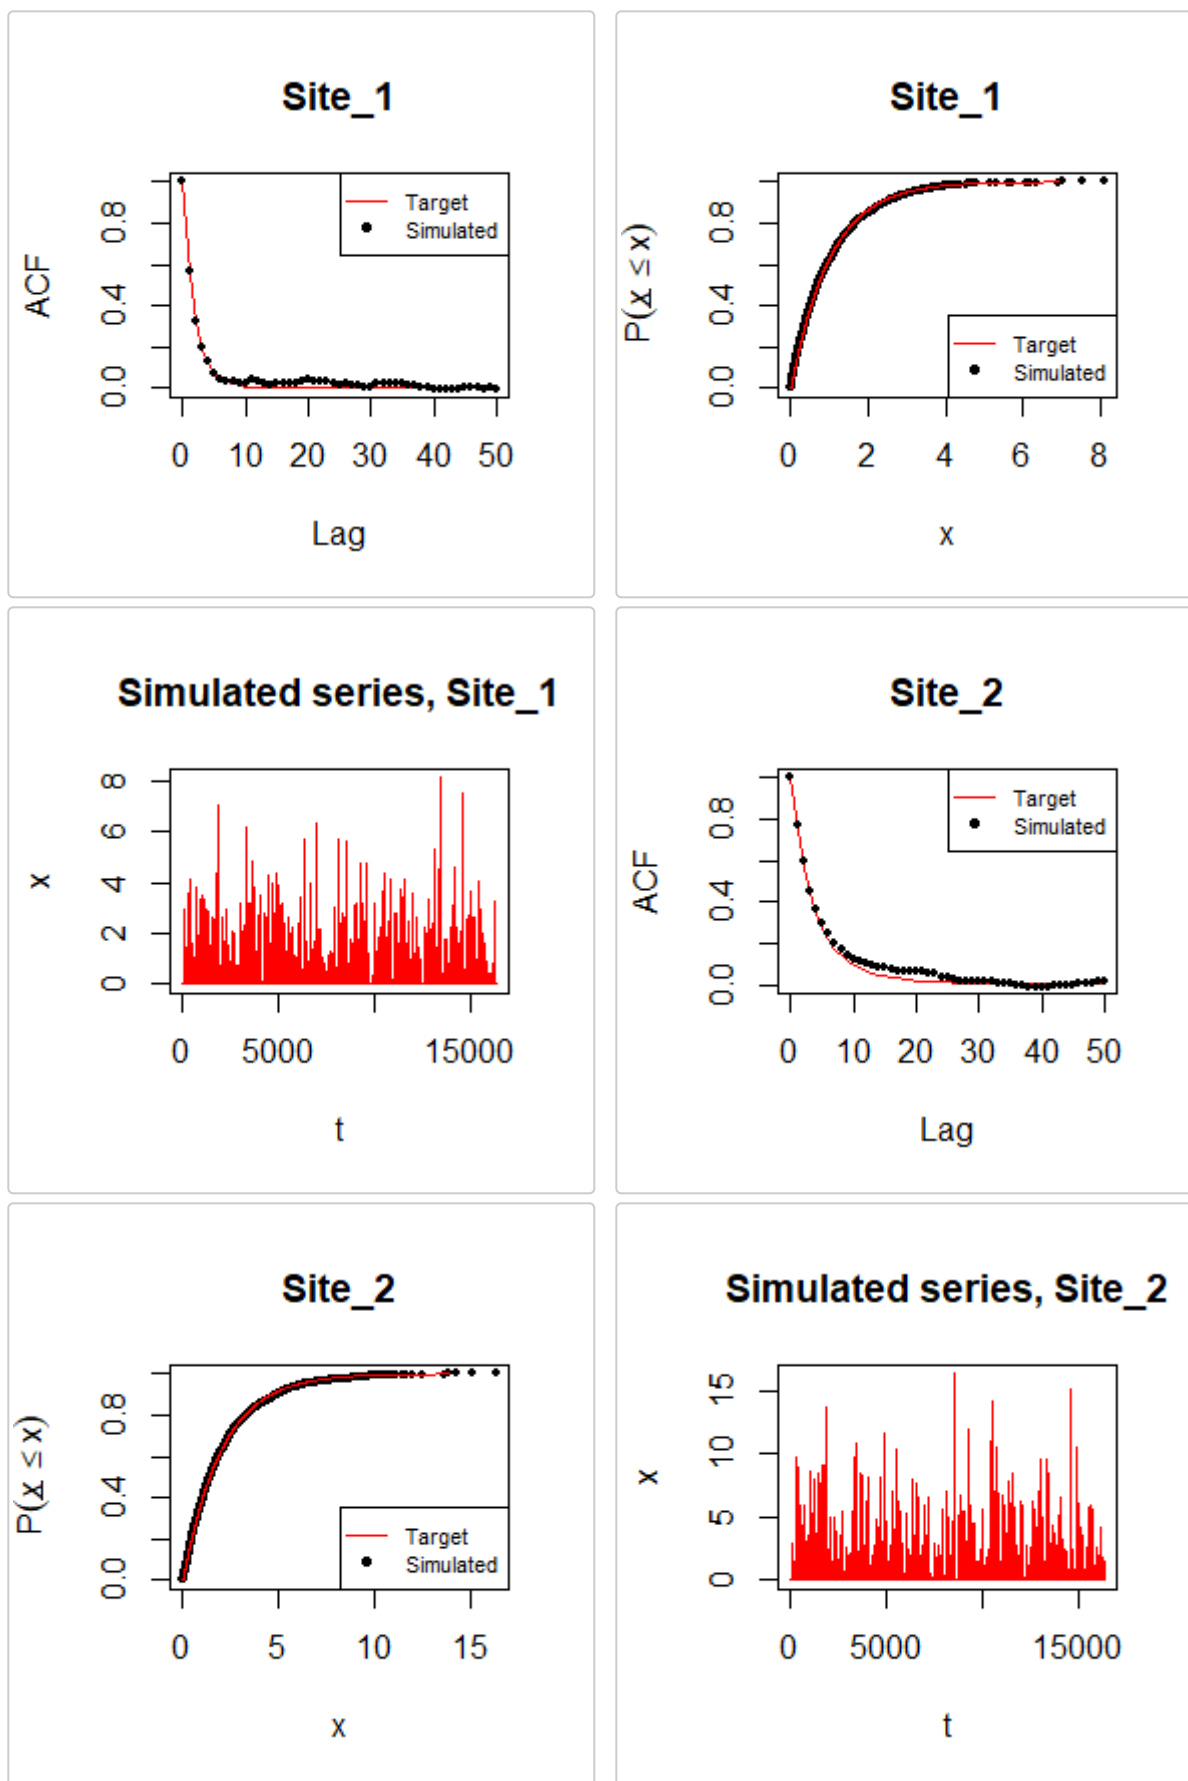 Site_1
ACF
0.0 0.4 0.8
Target
Simulated
0 10 20 30 40 50
Lag
Site_1
P(x ≤ x)
0.0 0.4 0.8
Target
Simulated
0 2 4 6 8
x
Simulated series, Site_1
x
0 2 4 6 8
0 5000 15000
t
Site_2
ACF
0.0 0.4 0.8
Target
Simulated
0 10 20 30 40 50
Lag
Site_2
P(x ≤ x)
0.0 0.4 0.8
Target
Simulated
0 5 10 15
x
Simulated series, Site_2
x
0 5 10 15
0 5000 15000
t